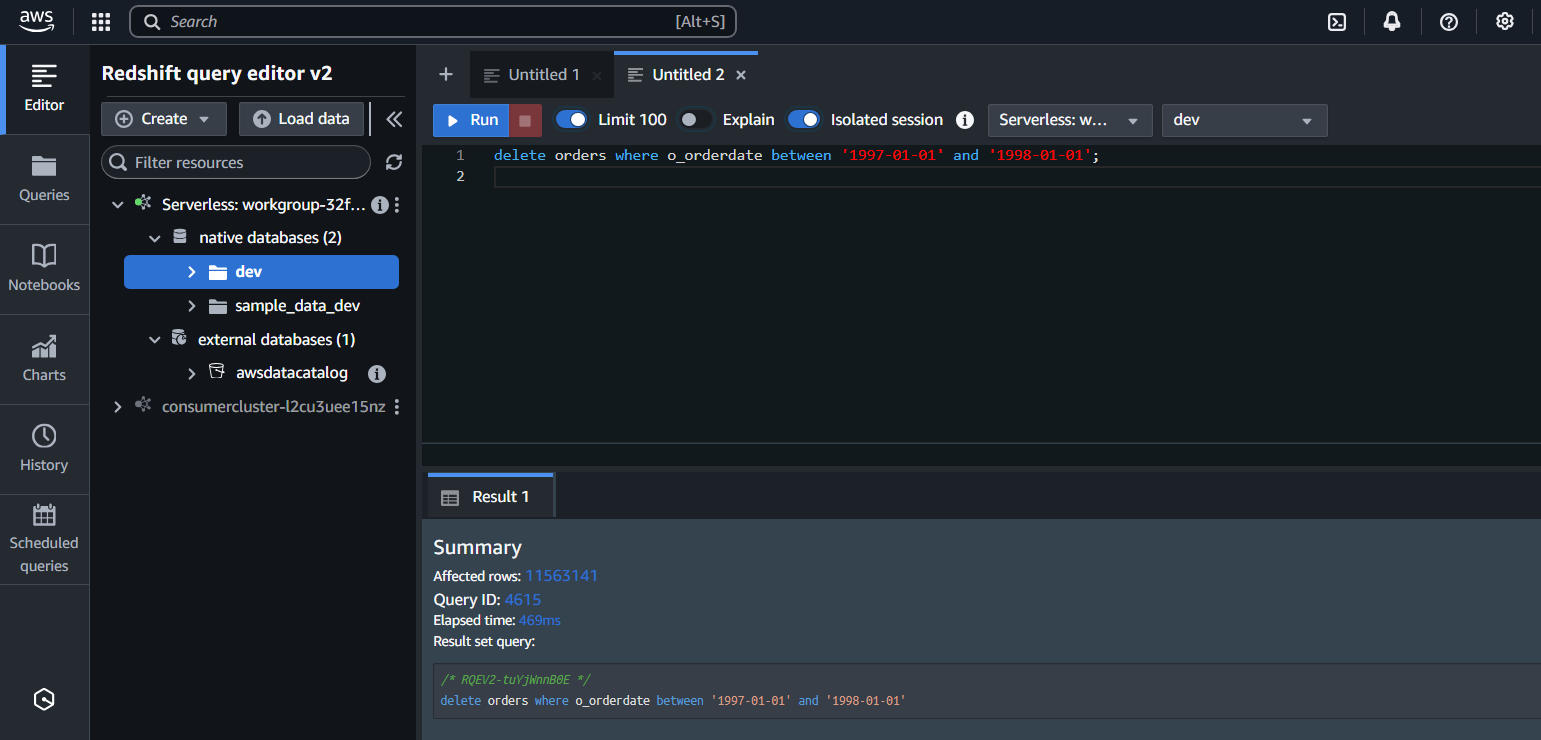 aws
Search [Alt+S]
Editor
Queries
Notebooks
Charts
History
Scheduled
queries
Redshift query editor v2
Create
Load data
Filter resources
Serverless: workgroup-32f...
native databases (2)
dev
sample_data_dev
external databases (1)
awsdatacatalog
consumercluster-l2cu3uee15nz
Untitled 1
Untitled 2
Run Limit 100 Explain Isolated session Serverless: w... dev
1 delete orders where o_orderdate between '1997-01-01' and '1998-01-01';
2
Result 1
Summary
Affected rows: 11563141
Query ID: 4615
Elapsed time: 469ms
Result set query:
/* RQEV2-tuYjWnnB0E */
delete orders where o_orderdate between '1997-01-01' and '1998-01-01'